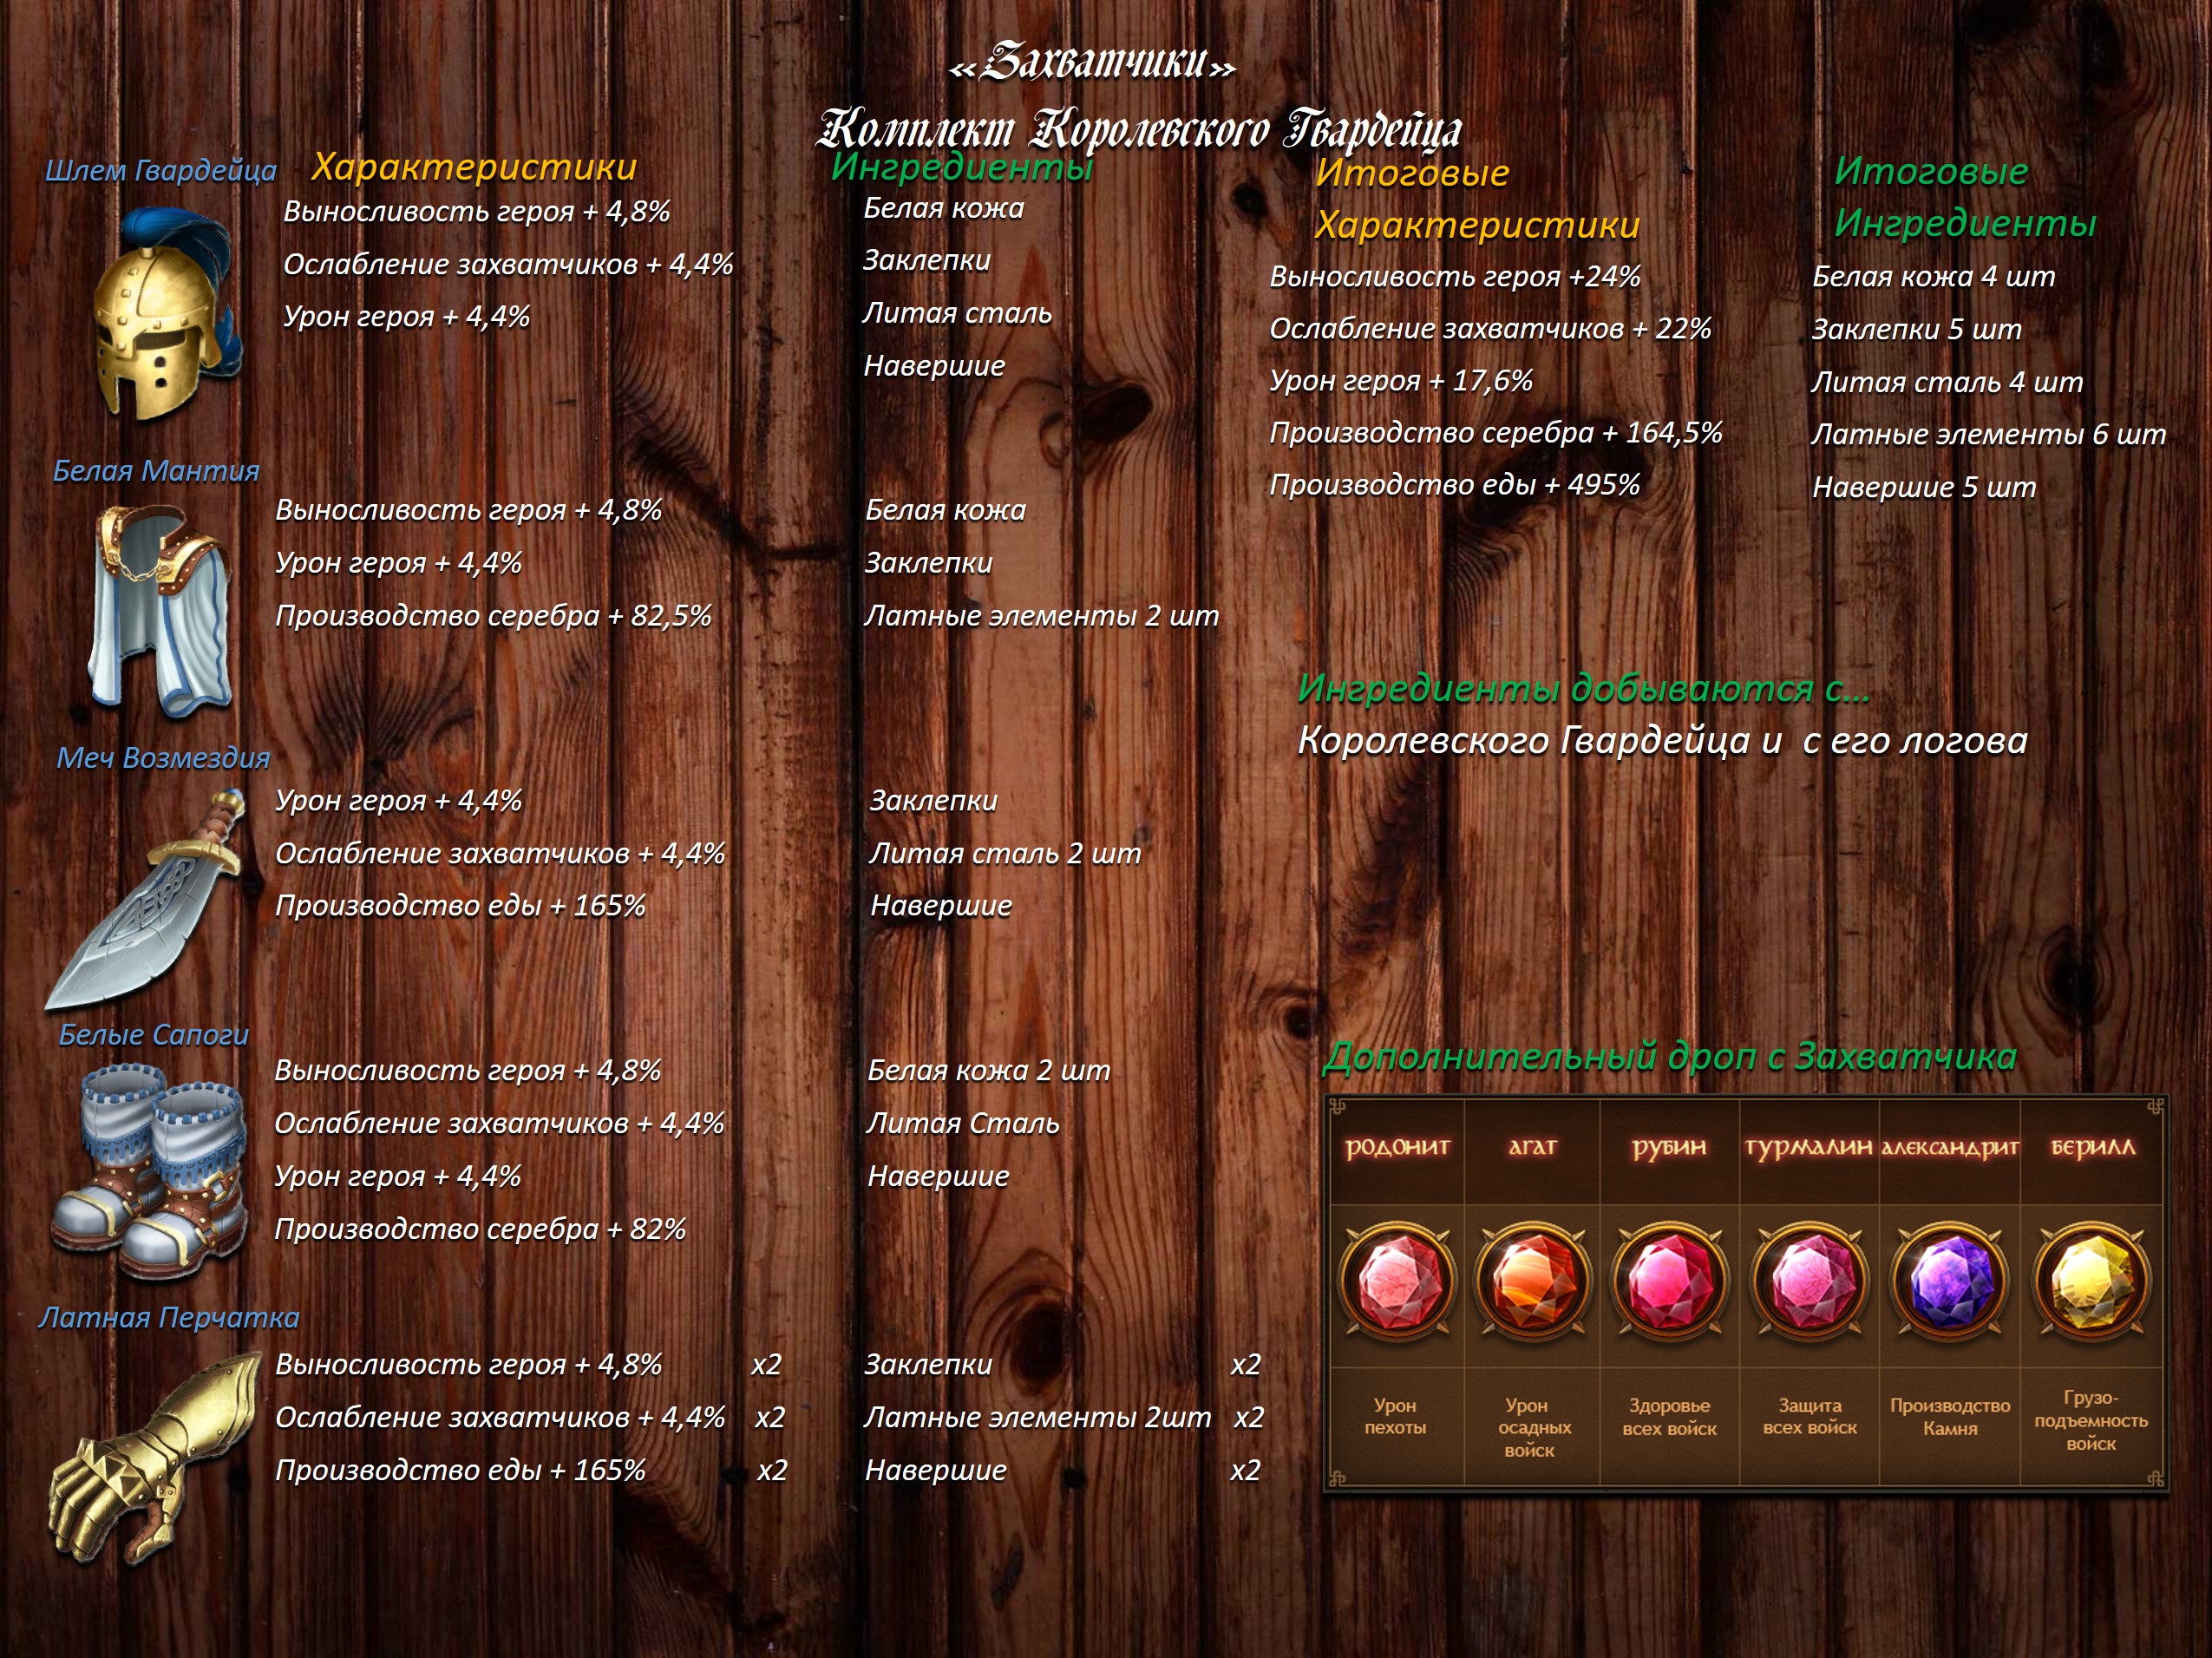 «Захватчики»
Комплект Королевского Гвардейца
Шлем Гвардейца
Характеристики
Ингредиенты
Выносливость героя + 4,8%
Ослабление захватчиков + 4,4%
Урон героя + 4,4%
Белая кожа
Заклепки
Литая сталь
Навершие
Белая Мантия
Выносливость героя + 4,8%
Урон героя + 4,4%
Производство серебра + 82,5%
Белая кожа
Заклепки
Латные элементы 2 шт
Меч Возмездия
Урон героя + 4,4%
Ослабление захватчиков + 4,4%
Производство еды + 165%
Заклепки
Литая сталь 2 шт
Навершие
Белые Сапоги
Выносливость героя + 4,8%
Ослабление захватчиков + 4,4%
Урон героя + 4,4%
Производство серебра + 82%
Белая кожа 2 шт
Литая Сталь
Навершие
Латная Перчатка
Выносливость героя + 4,8% x2
Ослабление захватчиков + 4,4% x2
Производство еды + 165% x2
Заклепки x2
Латные элементы 2шт x2
Навершие x2
Итоговые
Характеристики
Выносливость героя +24%
Ослабление захватчиков + 22%
Урон героя + 17,6%
Производство серебра + 164,5%
Производство еды + 495%
Итоговые
Ингредиенты
Белая кожа 4 шт
Заклепки 5 шт
Литая сталь 4 шт
Латные элементы 6 шт
Навершие 5 шт
Ингредиенты добываются с...
Королевского Гвардейца и с его логова
Дополнительный дроп с Захватчика
родонит
агат
рубин
турмалин
александрит
берилл
Урон
пехоты
Урон
осадных
войск
Здоровье
всех войск
Защита
всех войск
Производство
Камня
Грузо-
подъемность
войск